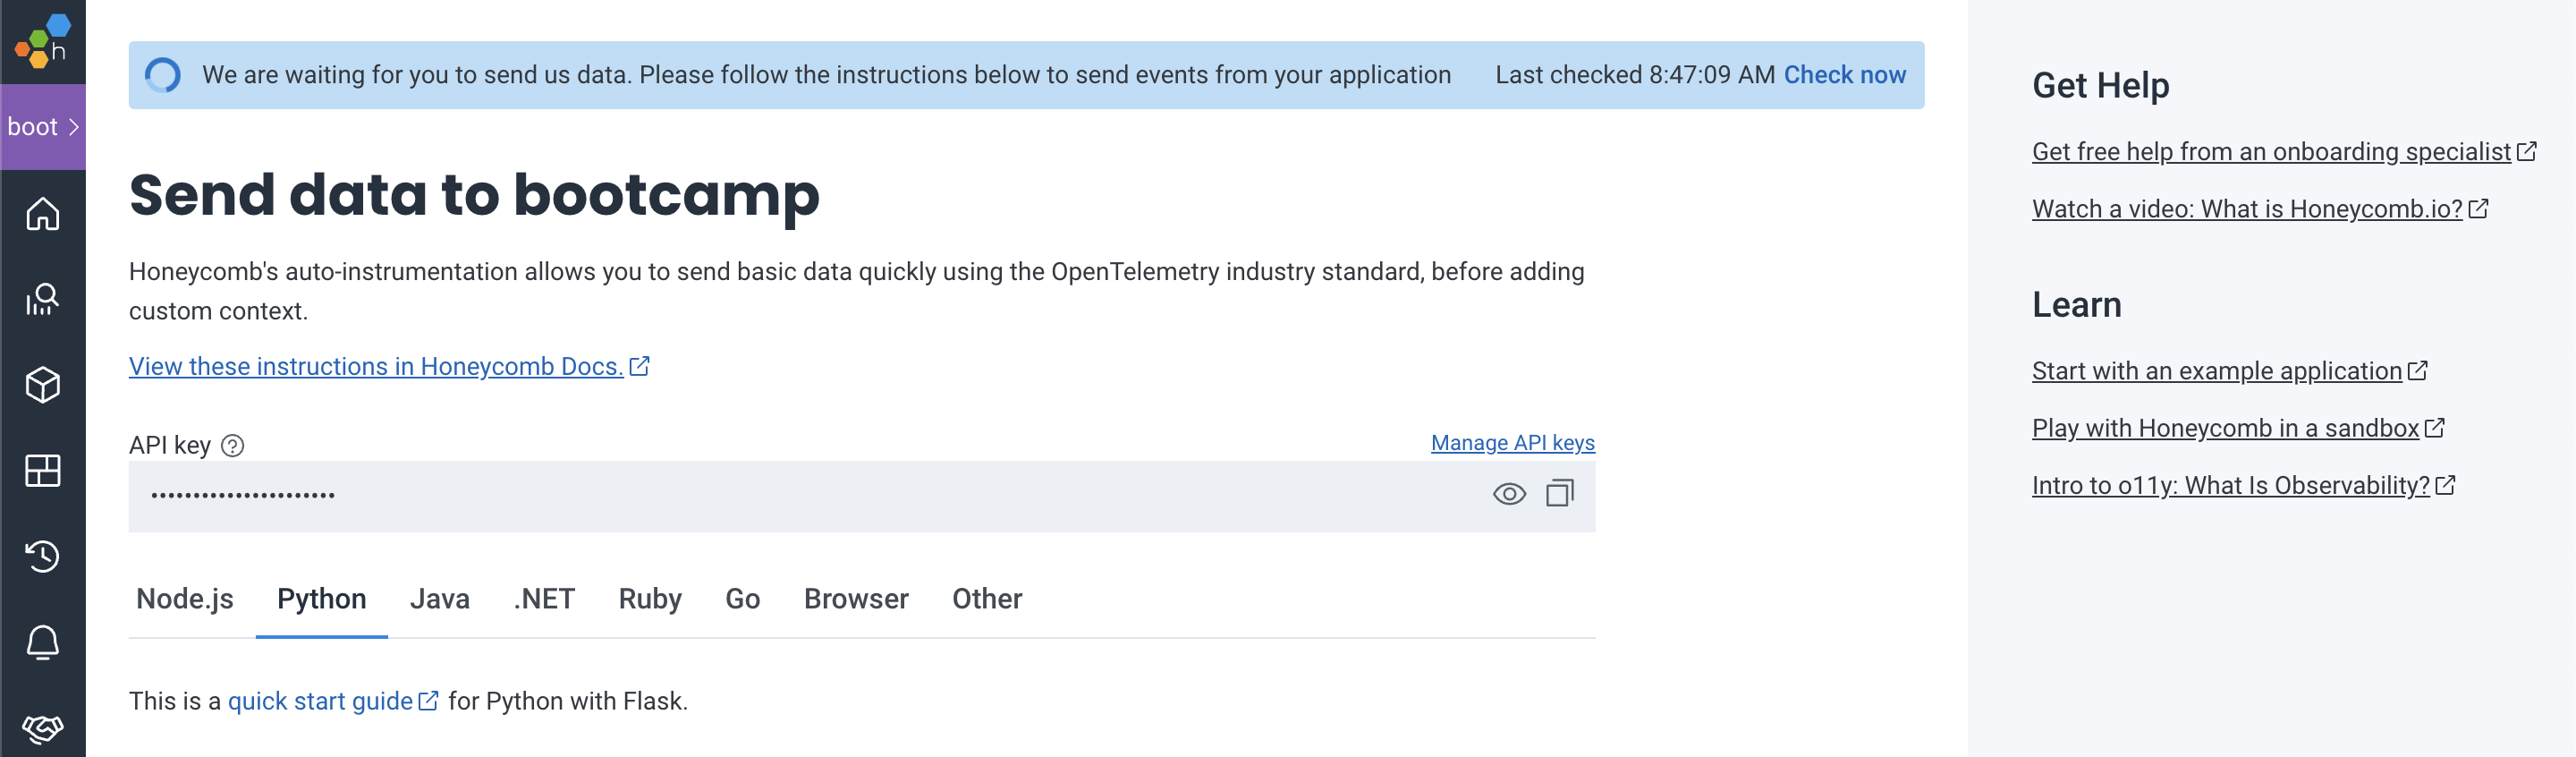 h
boot
We are waiting for you to send us data. Please follow the instructions below to send events from your application
Last checked 8:47:09 AM Check now
Send data to bootcamp
Honeycomb's auto-instrumentation allows you to send basic data quickly using the OpenTelemetry industry standard, before adding
custom context.
View these instructions in Honeycomb Docs.
API key
Manage API keys
••••••••••••••••••••••
Node.js Python Java .NET Ruby Go Browser Other
This is a quick start guide for Python with Flask.
Get Help
Get free help from an onboarding specialist
Watch a video: What is Honeycomb.io?
Learn
Start with an example application
Play with Honeycomb in a sandbox
Intro to o11y: What Is Observability?